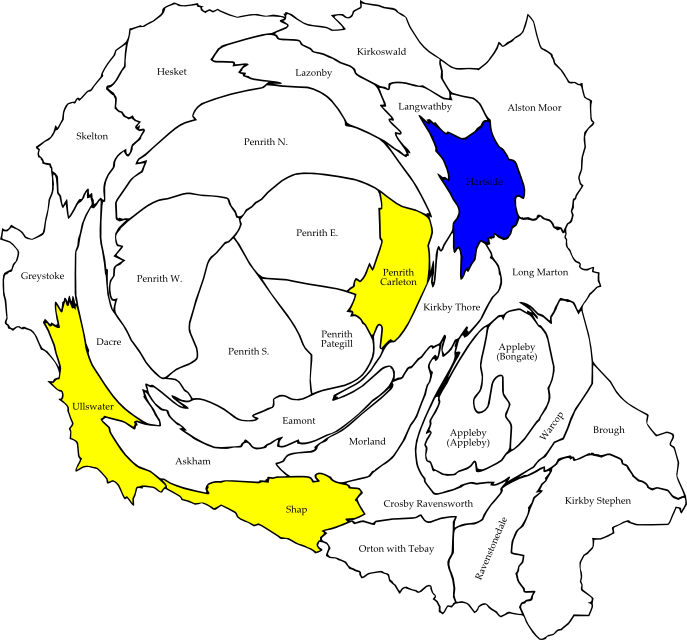 Kirkoswald
Hesket
Lazonby
Langwathby
Alston Moor
Skelton
Penrith N.
Hartside
Penrith E.
Greystoke
Penrith W.
Penrith
Carleton
Long Marton
Kirkby Thore
Dacre
Penrith S.
Penrith
Pategill
Appleby
(Bongate)
Ullswater
Eamont
Morland
Appleby
(Appleby)
Warcop
Brough
Askham
Shap
Crosby Ravensworth
Kirkby Stephen
Orton with Tebay
Ravenstonedale